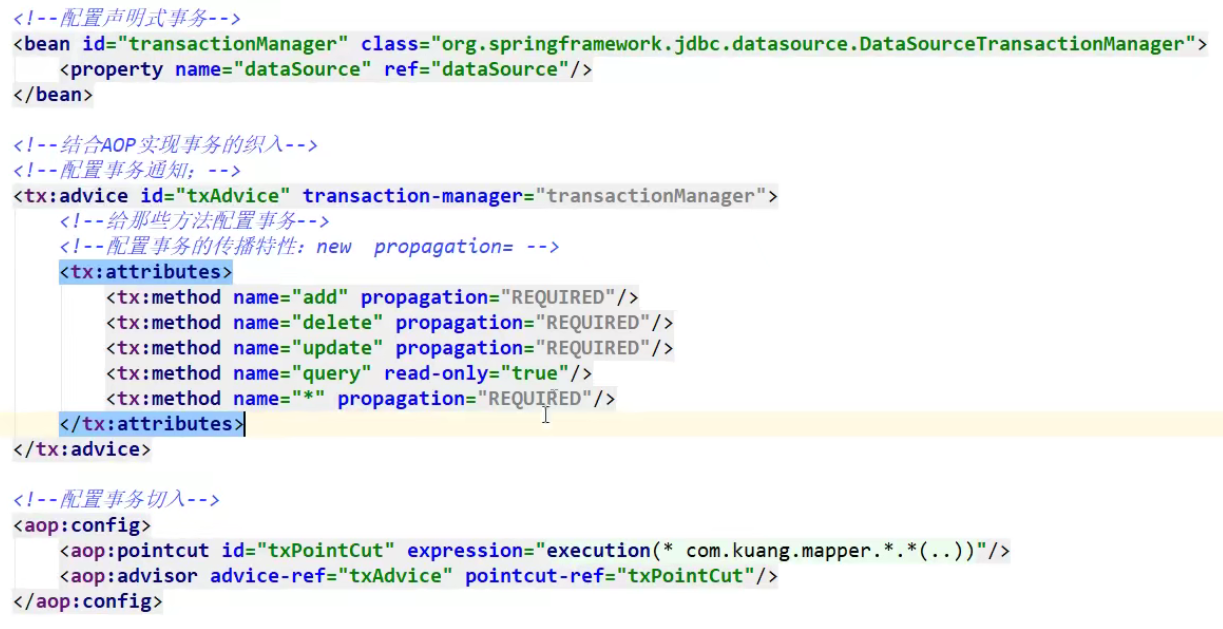 <!--配置声明式事务-->
<bean id="transactionManager" class="org.springframework.jdbc.datasource.DataSourceTransactionManager">
    <property name="dataSource" ref="dataSource"/>
</bean>

<!--结合AOP实现事务的织入-->
<!--配置事务通知；-->
<tx:advice id="txAdvice" transaction-manager="transactionManager">
    <!--给那些方法配置事务-->
    <!--配置事务的传播特性：new  propagation= -->
    <tx:attributes>
        <tx:method name="add" propagation="REQUIRED"/>
        <tx:method name="delete" propagation="REQUIRED"/>
        <tx:method name="update" propagation="REQUIRED"/>
        <tx:method name="query" read-only="true"/>
        <tx:method name="*" propagation="REQUIRED"/>
    </tx:attributes>
</tx:advice>

<!--配置事务切入-->
<aop:config>
    <aop:pointcut id="txPointCut" expression="execution(* com.kuang.mapper.*.*(..))"/>
    <aop:advisor advice-ref="txAdvice" pointcut-ref="txPointCut"/>
</aop:config>